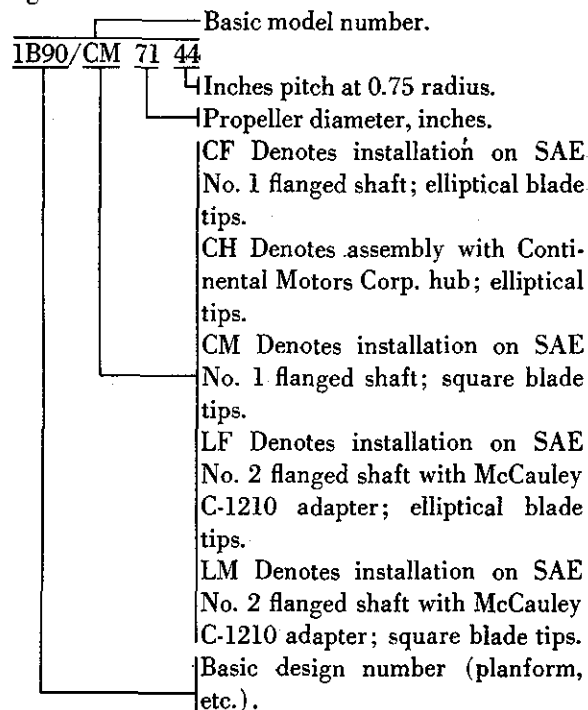 Basic model number.
1B90/CM 71 44
Inches pitch at 0.75 radius.
Propeller diameter, inches.
CF Denotes installation on SAE
No. 1 flanged shaft; elliptical blade
tips.
CH Denotes assembly with Conti-
nental Motors Corp. hub; elliptical
tips.
CM Denotes installation on SAE
No. 1 flanged shaft; square blade
tips.
LF Denotes installation on SAE
No. 2 flanged shaft with McCauley
C-1210 adapter; elliptical blade
tips.
LM Denotes installation on SAE
No. 2 flanged shaft with McCauley
C-1210 adapter; square blade tips.
Basic design number (planform,
etc.).